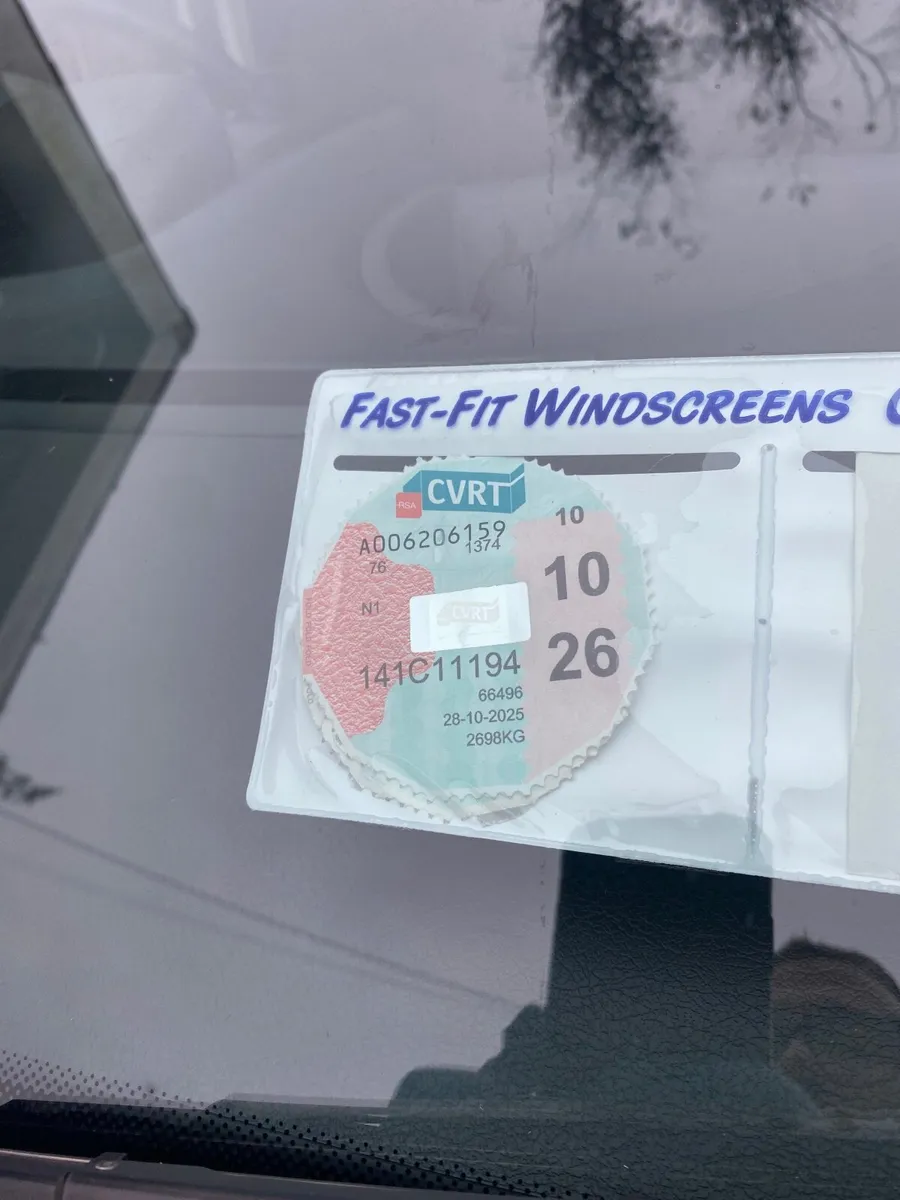 FAST-FIT WINDSCREENS
CVRT
RSA
10
A006206159
1374
76
10
N1
CVRT
26
141C11194
66496
28-10-2025
2698KG